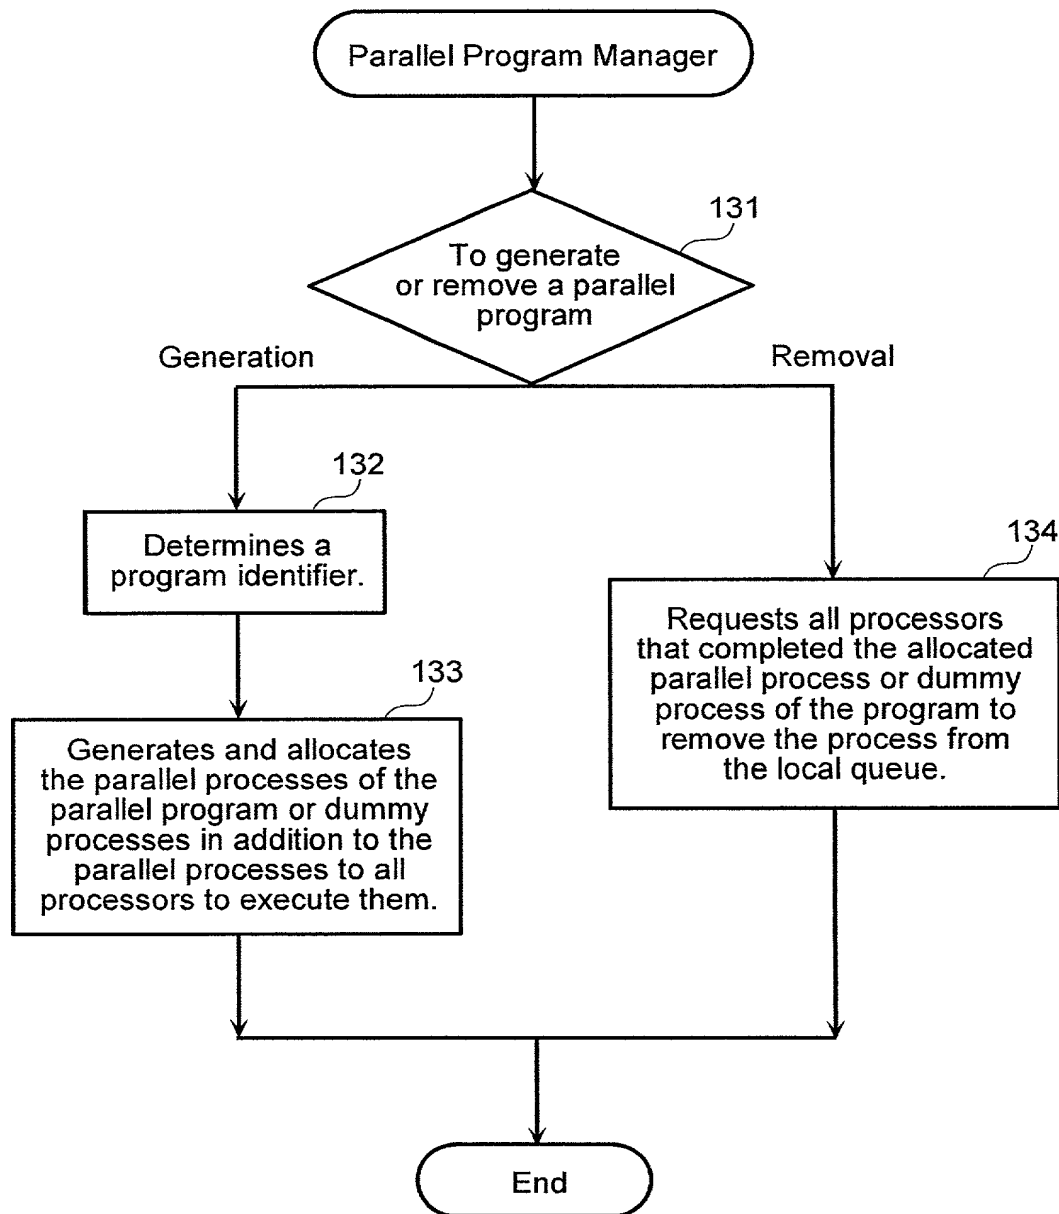 Parallel Program Manager
131
To generate
or remove a parallel
program
Generation
Removal
132
Determines a
program identifier.
134
Requests all processors
that completed the allocated
parallel process or dummy
process of the program to
remove the process from
the local queue.
133
Generates and allocates
the parallel processes of the
parallel program or dummy
processes in addition to the
parallel processes to all
processors to execute them.
End